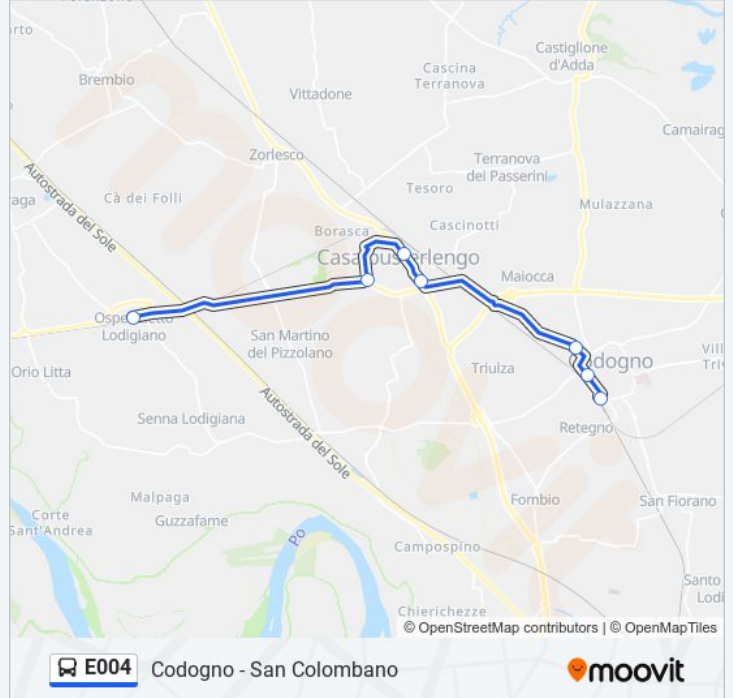 arto
Brembio
Castiglione
d'Adda
Cascina
Terranova
Vittadone
Camairag
Zorlesco
Terranova
dei Passerini
Tesoro
Cà dei Folli
Mulazzana
raga
Autostrada del Sole
Borasca
Cascinotti
Maiocca
Lodigiano
San Martino
del Pizzolano
Codogno
Vill
Triv
Orio Litta
Triulza
Autostrada del Sole
Senna Lodigiana
Retegno
Malpaga
Fombio
San Fiorano
Corte
Sant'Andrea
Guzzafame
Po
Campospino
Santo
Lodi
Chierichezze
© OpenStreetMap contributors | © OpenMapTiles
E004 Codogno - San Colombano
moovit